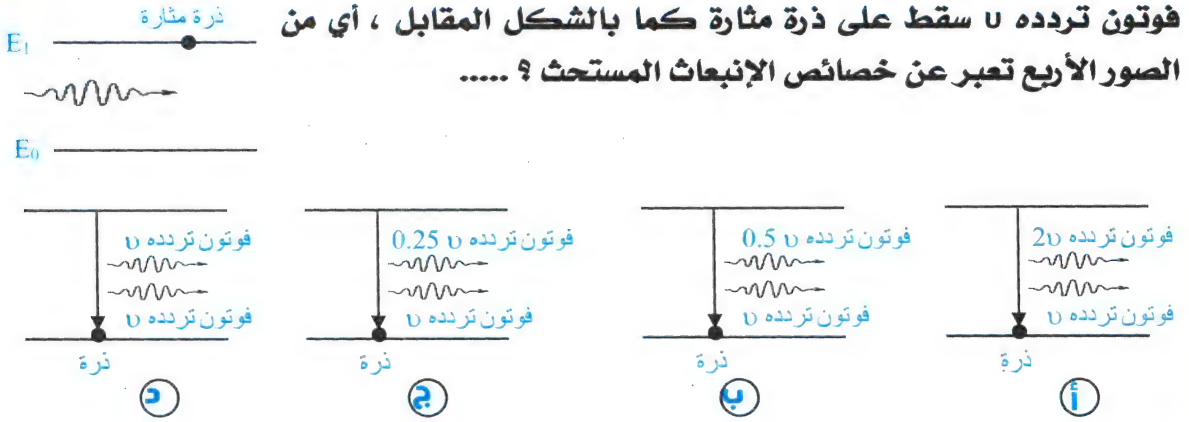 فوتون تردده υ سقط على ذرة مثارة كما بالشكل المقابل ، أي من
الصور الأربع تعبر عن خصائص الإنبعاث المستحث ؟ .....
ذرة مثارة
E₁
E₀
فوتون تردده 2υ
فوتون تردده υ
ذرة
أ
فوتون تردده 0.5 υ
فوتون تردده υ
ذرة
ب
فوتون تردده 0.25 υ
فوتون تردده υ
ذرة
ج
فوتون تردده υ
فوتون تردده υ
ذرة
د